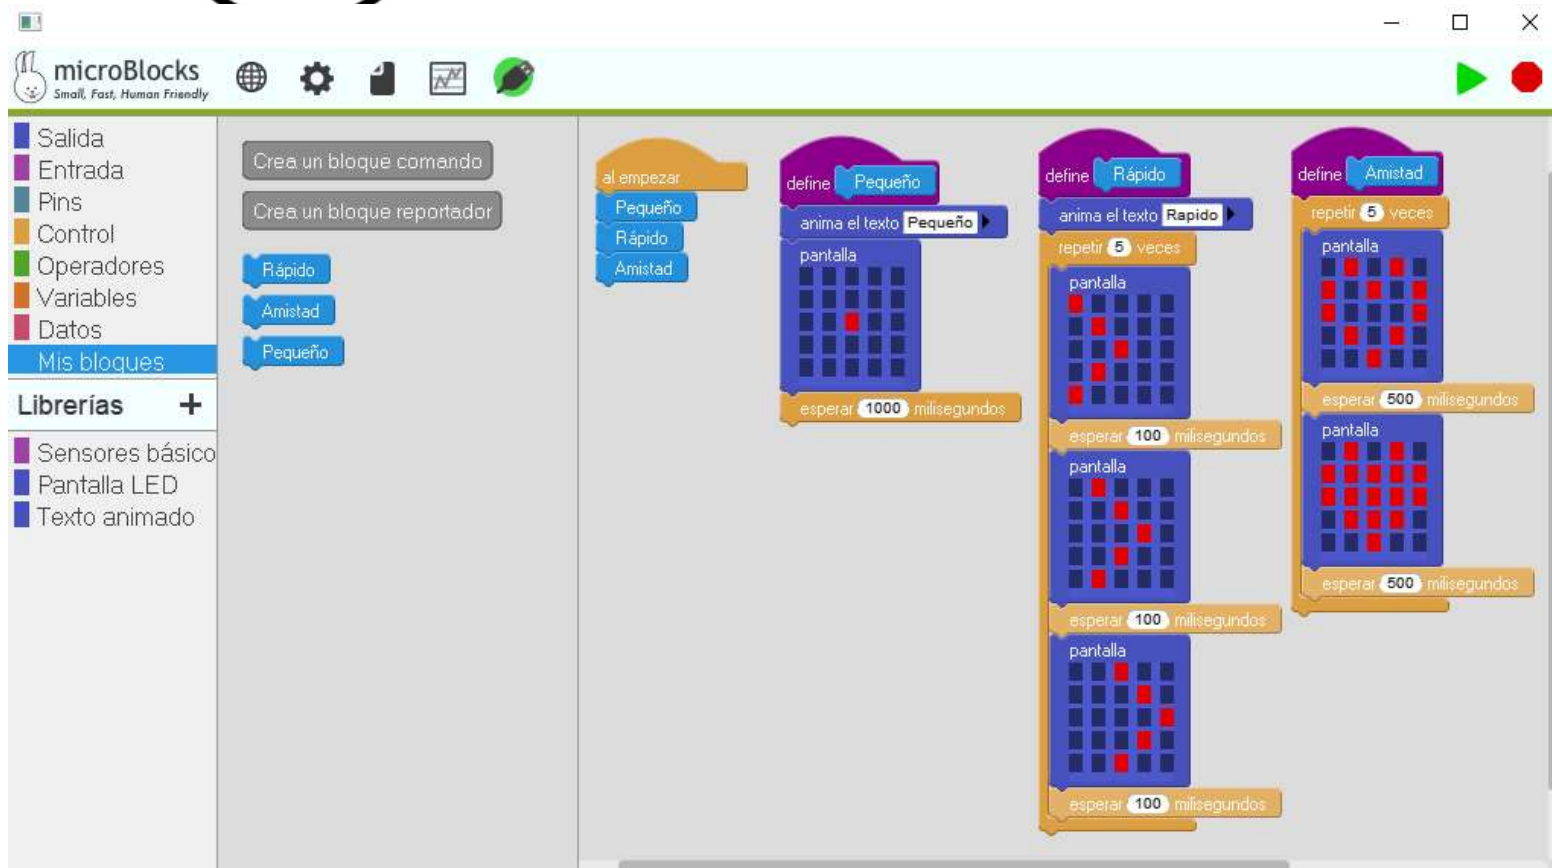 microBlocks
Small, Fast, Human Friendly
Salida
Entrada
Pins
Control
Operadores
Variables
Datos
Mis bloques
Librerías +
Sensores básico
Pantalla LED
Texto animado
Crea un bloque comando
Crea un bloque reportador
Rápido
Amistad
Pequeño
al empezar
Pequeño
Rápido
Amistad
define Pequeño
anima el texto Pequeño
pantalla
esperar 1000 milisegundos
define Rápido
anima el texto Rapido
repetir 5 veces
pantalla
esperar 100 milisegundos
pantalla
esperar 100 milisegundos
pantalla
esperar 100 milisegundos
define Amistad
repetir 5 veces
pantalla
esperar 500 milisegundos
pantalla
esperar 500 milisegundos